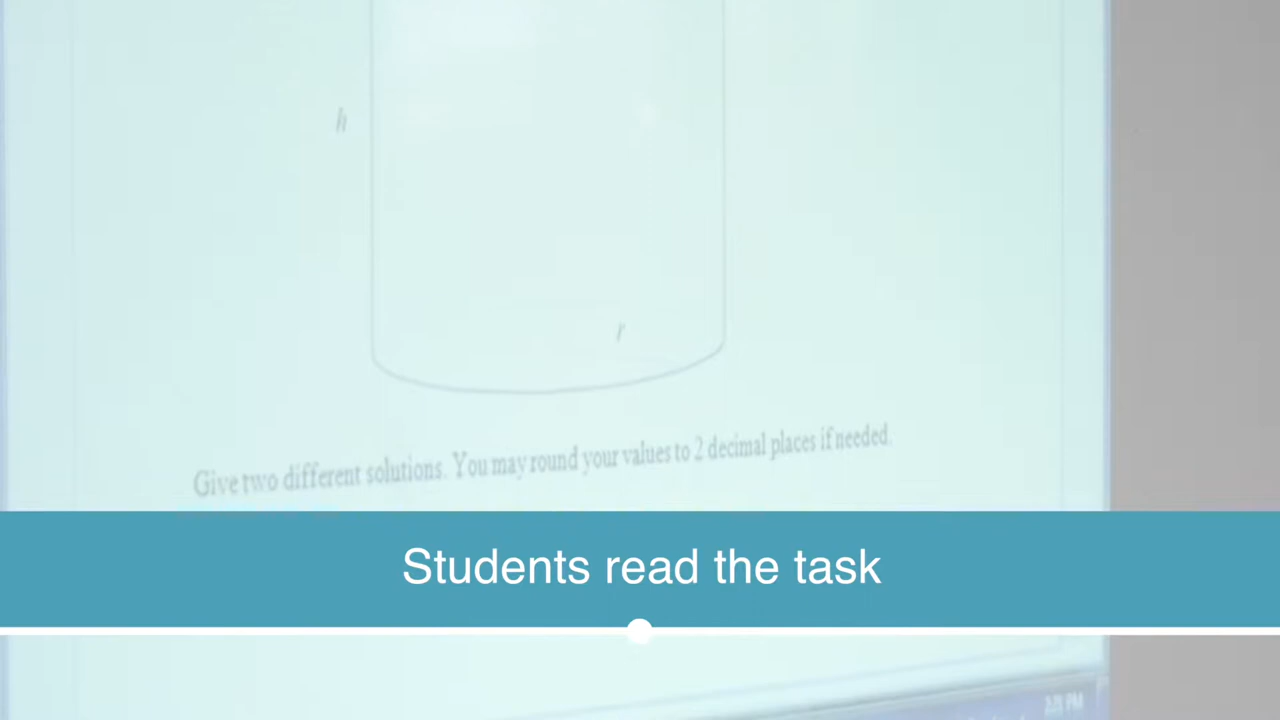 h
r
Give two different solutions. You may round your values to 2 decimal places if needed.
Students read the task